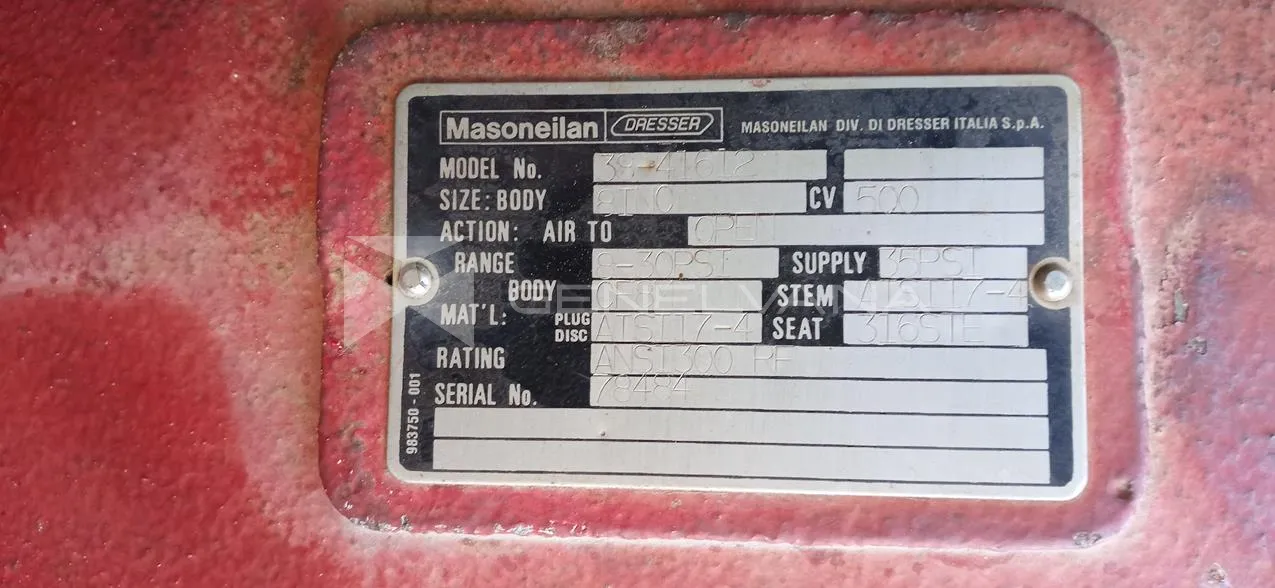 Masoneilan DRESSER MASONEILAN DIV. DI DRESSER ITALIA S.p.A.
MODEL No. 39-41612
SIZE: BODY 8INC CV 500
ACTION: AIR TO OPEN
RANGE 8-30PSI SUPPLY 35PSI
BODY STEM AISI17-4
MAT'L: PLUG DISC AISI17-4 SEAT 316STE
RATING ANSI300 RF
SERIAL No. 78484
983750-001